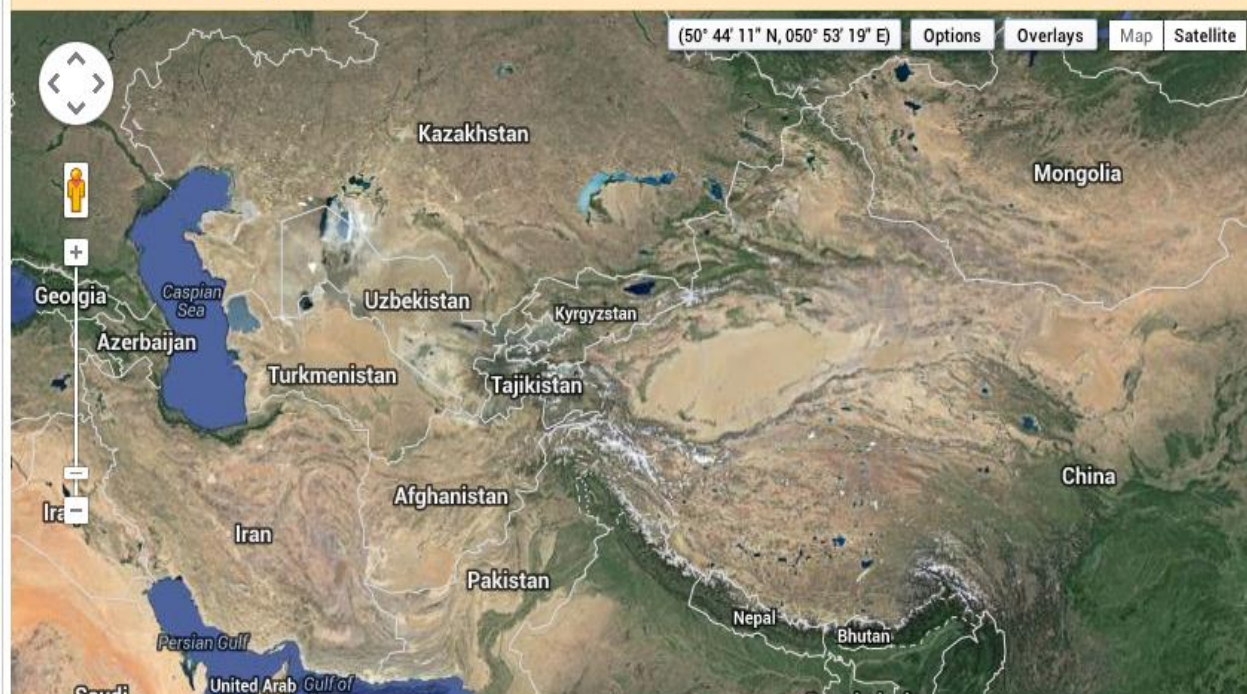 (50° 44' 11" N, 050° 53' 19" E)
Options
Overlays
Map
Satellite
Kazakhstan
Mongolia
Georgia
Caspian
Sea
Uzbekistan
Kyrgyzstan
Azerbaijan
Turkmenistan
Tajikistan
China
Afghanistan
Iran
Pakistan
Nepal
Bhutan
Persian Gulf
United Arab
Gulf of